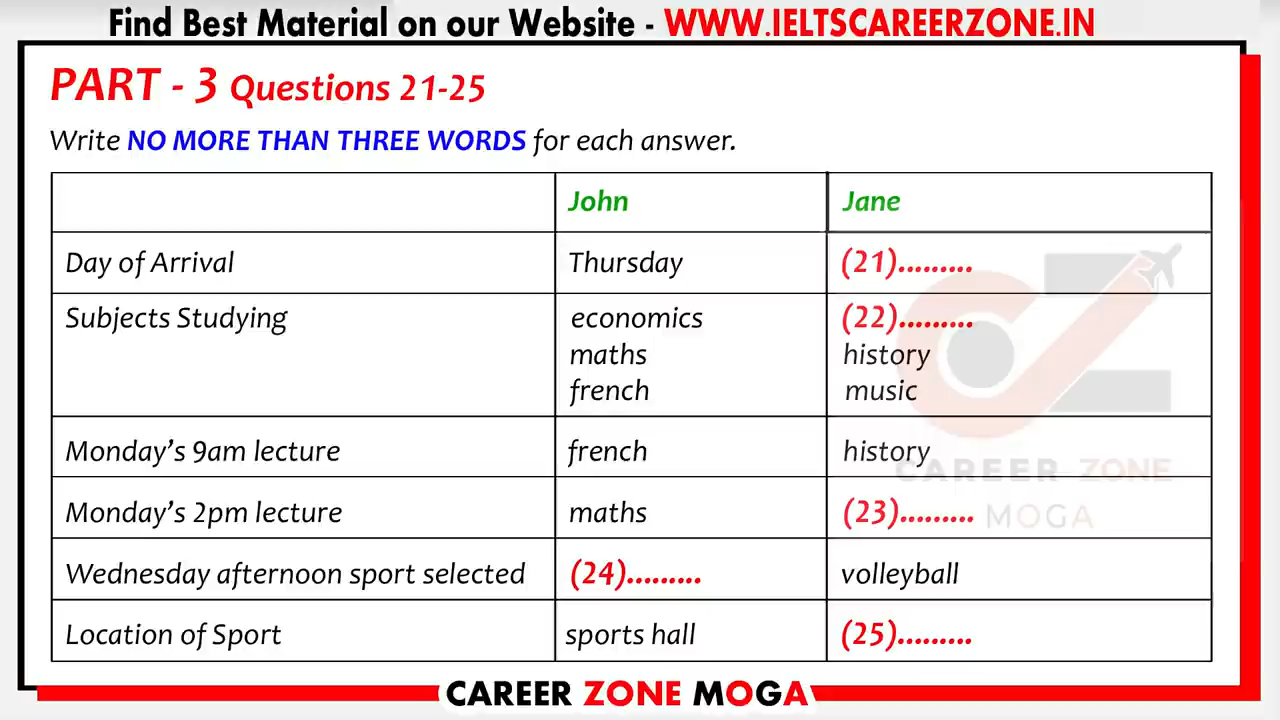 Find Best Material on our Website - WWW.IELTSCAREERZONE.IN
PART - 3 Questions 21-25
Write NO MORE THAN THREE WORDS for each answer.
John Jane
Day of Arrival Thursday (21).........
Subjects Studying economics (22).........
maths history
french music
Monday's 9am lecture french history
Monday's 2pm lecture maths (23).........
Wednesday afternoon sport selected (24)......... volleyball
Location of Sport sports hall (25).........
CAREER ZONE
MOGA
CAREER ZONE MOGA